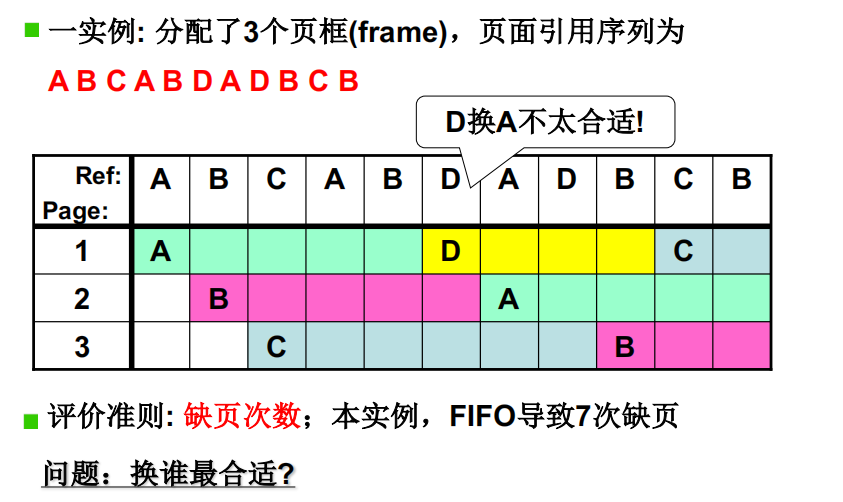 一实例: 分配了3个页框(frame)，页面引用序列为
A B C A B D A D B C B
D换A不太合适!
Ref: A B C A B D A D B C B
Page:
1 A D C
2 B A
3 C B
评价准则: 缺页次数；本实例，FIFO导致7次缺页
问题：换谁最合适?